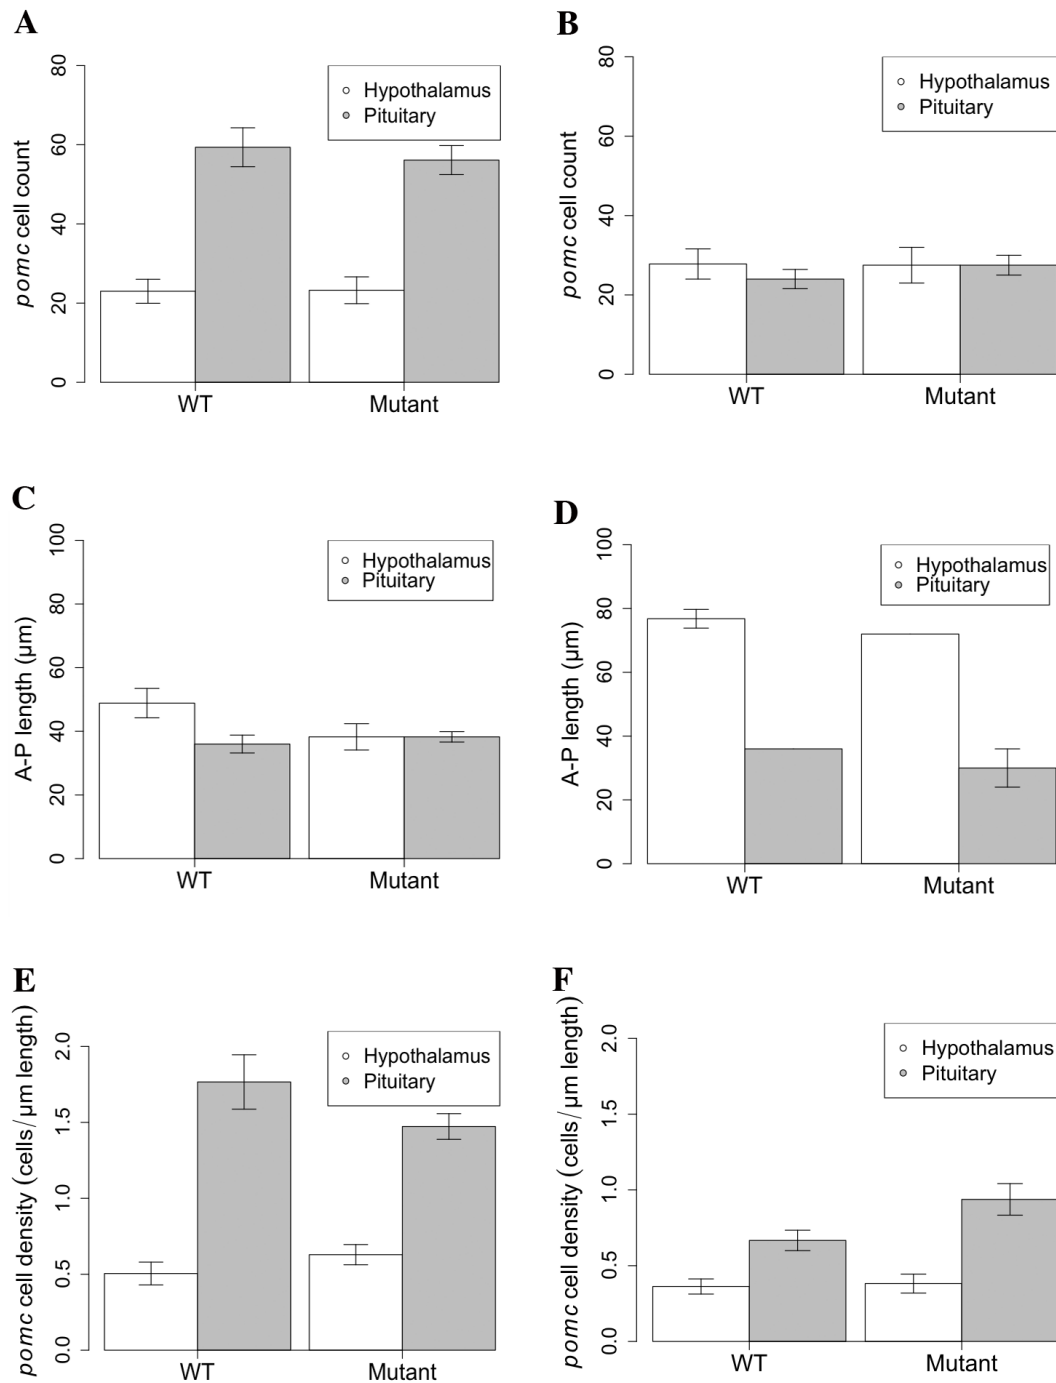 A
pomc cell count
0
20
40
60
80
Hypothalamus
Pituitary
WT
Mutant
B
pomc cell count
0
20
40
60
80
Hypothalamus
Pituitary
WT
Mutant
C
A-P length (µm)
0
20
40
60
80
100
Hypothalamus
Pituitary
WT
Mutant
D
A-P length (µm)
0
20
40
60
80
100
Hypothalamus
Pituitary
WT
Mutant
E
pomc cell density (cells/µm length)
0.0
0.5
1.0
1.5
2.0
Hypothalamus
Pituitary
WT
Mutant
F
pomc cell density (cells/µm length)
0.0
0.5
1.0
1.5
2.0
Hypothalamus
Pituitary
WT
Mutant